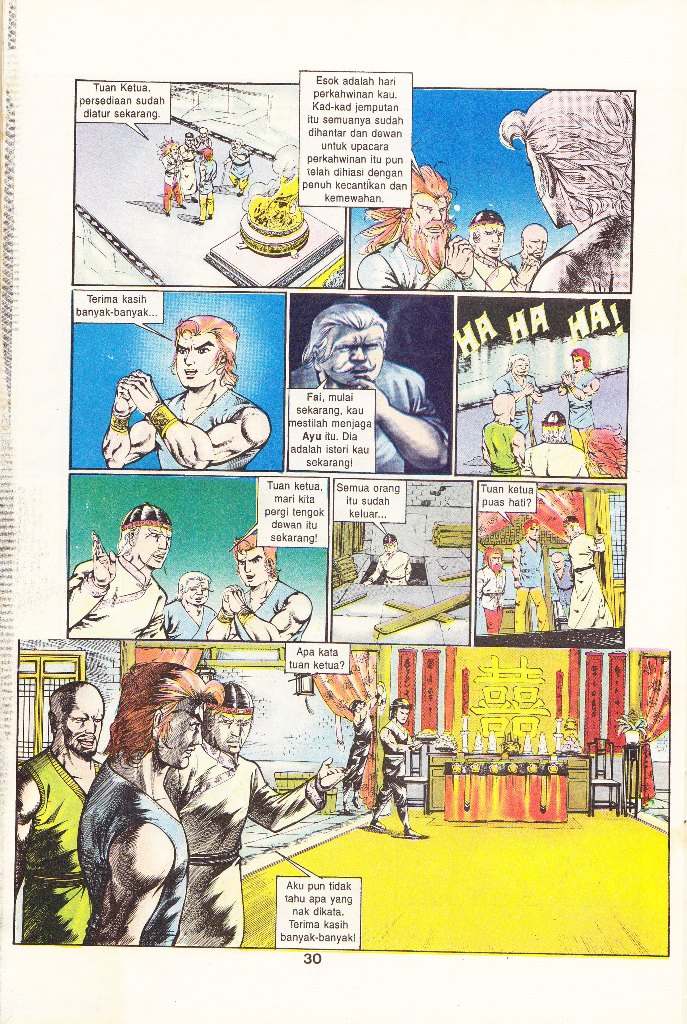 Tuan Ketua,
persediaan sudah
diatur sekarang.
Esok adalah hari
perkahwinan kau.
Kad-kad jemputan
itu semuanya sudah
dihantar dan dewan
untuk upacara
perkahwinan itu pun
telah dihiasi dengan
penuh kecantikan dan
kemewahan.
Terima kasih
banyak-banyak...
Fai, mulai
sekarang, kau
mestilah menjaga
Ayu itu. Dia
adalah isteri kau
sekarang!
HA HA HA!
Tuan ketua,
mari kita
pergi tengok
dewan itu
sekarang!
Semua orang
itu sudah
keluar...
Tuan ketua
puas hati?
Apa kata
tuan ketua?
囍
Aku pun tidak
tahu apa yang
nak dikata.
Terima kasih
banyak-banyak!
30